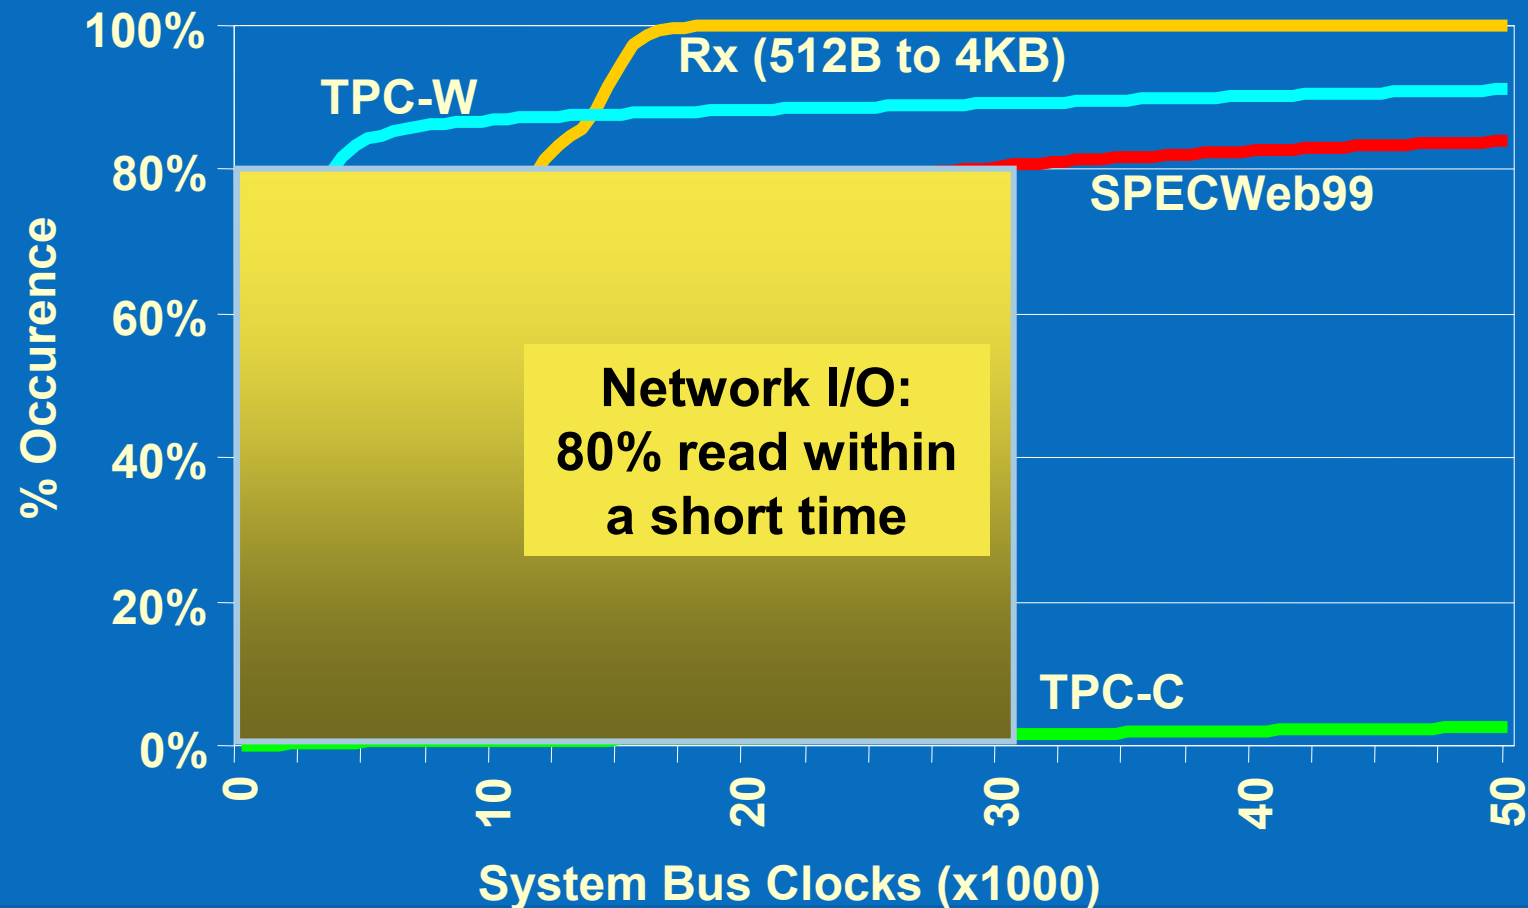 100%
Rx (512B to 4KB)
TPC-W
80%
SPECWeb99
60%
% Occurence
Network I/O:
80% read within
a short time
40%
20%
TPC-C
0%
0
10
20
30
40
50
System Bus Clocks (x1000)